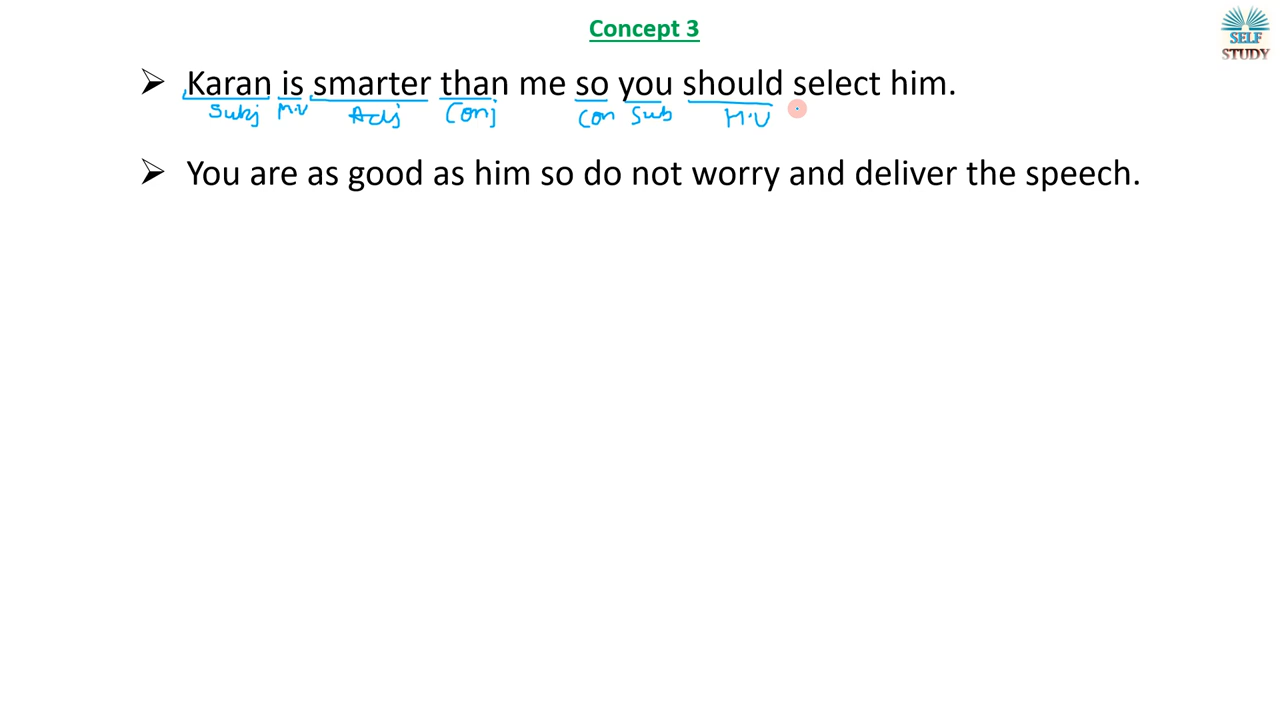 Concept 3
SELF
STUDY
➢ Karan is smarter than me so you should select him.
Subj M.V Adj Conj Con Sub H.V
➢ You are as good as him so do not worry and deliver the speech.